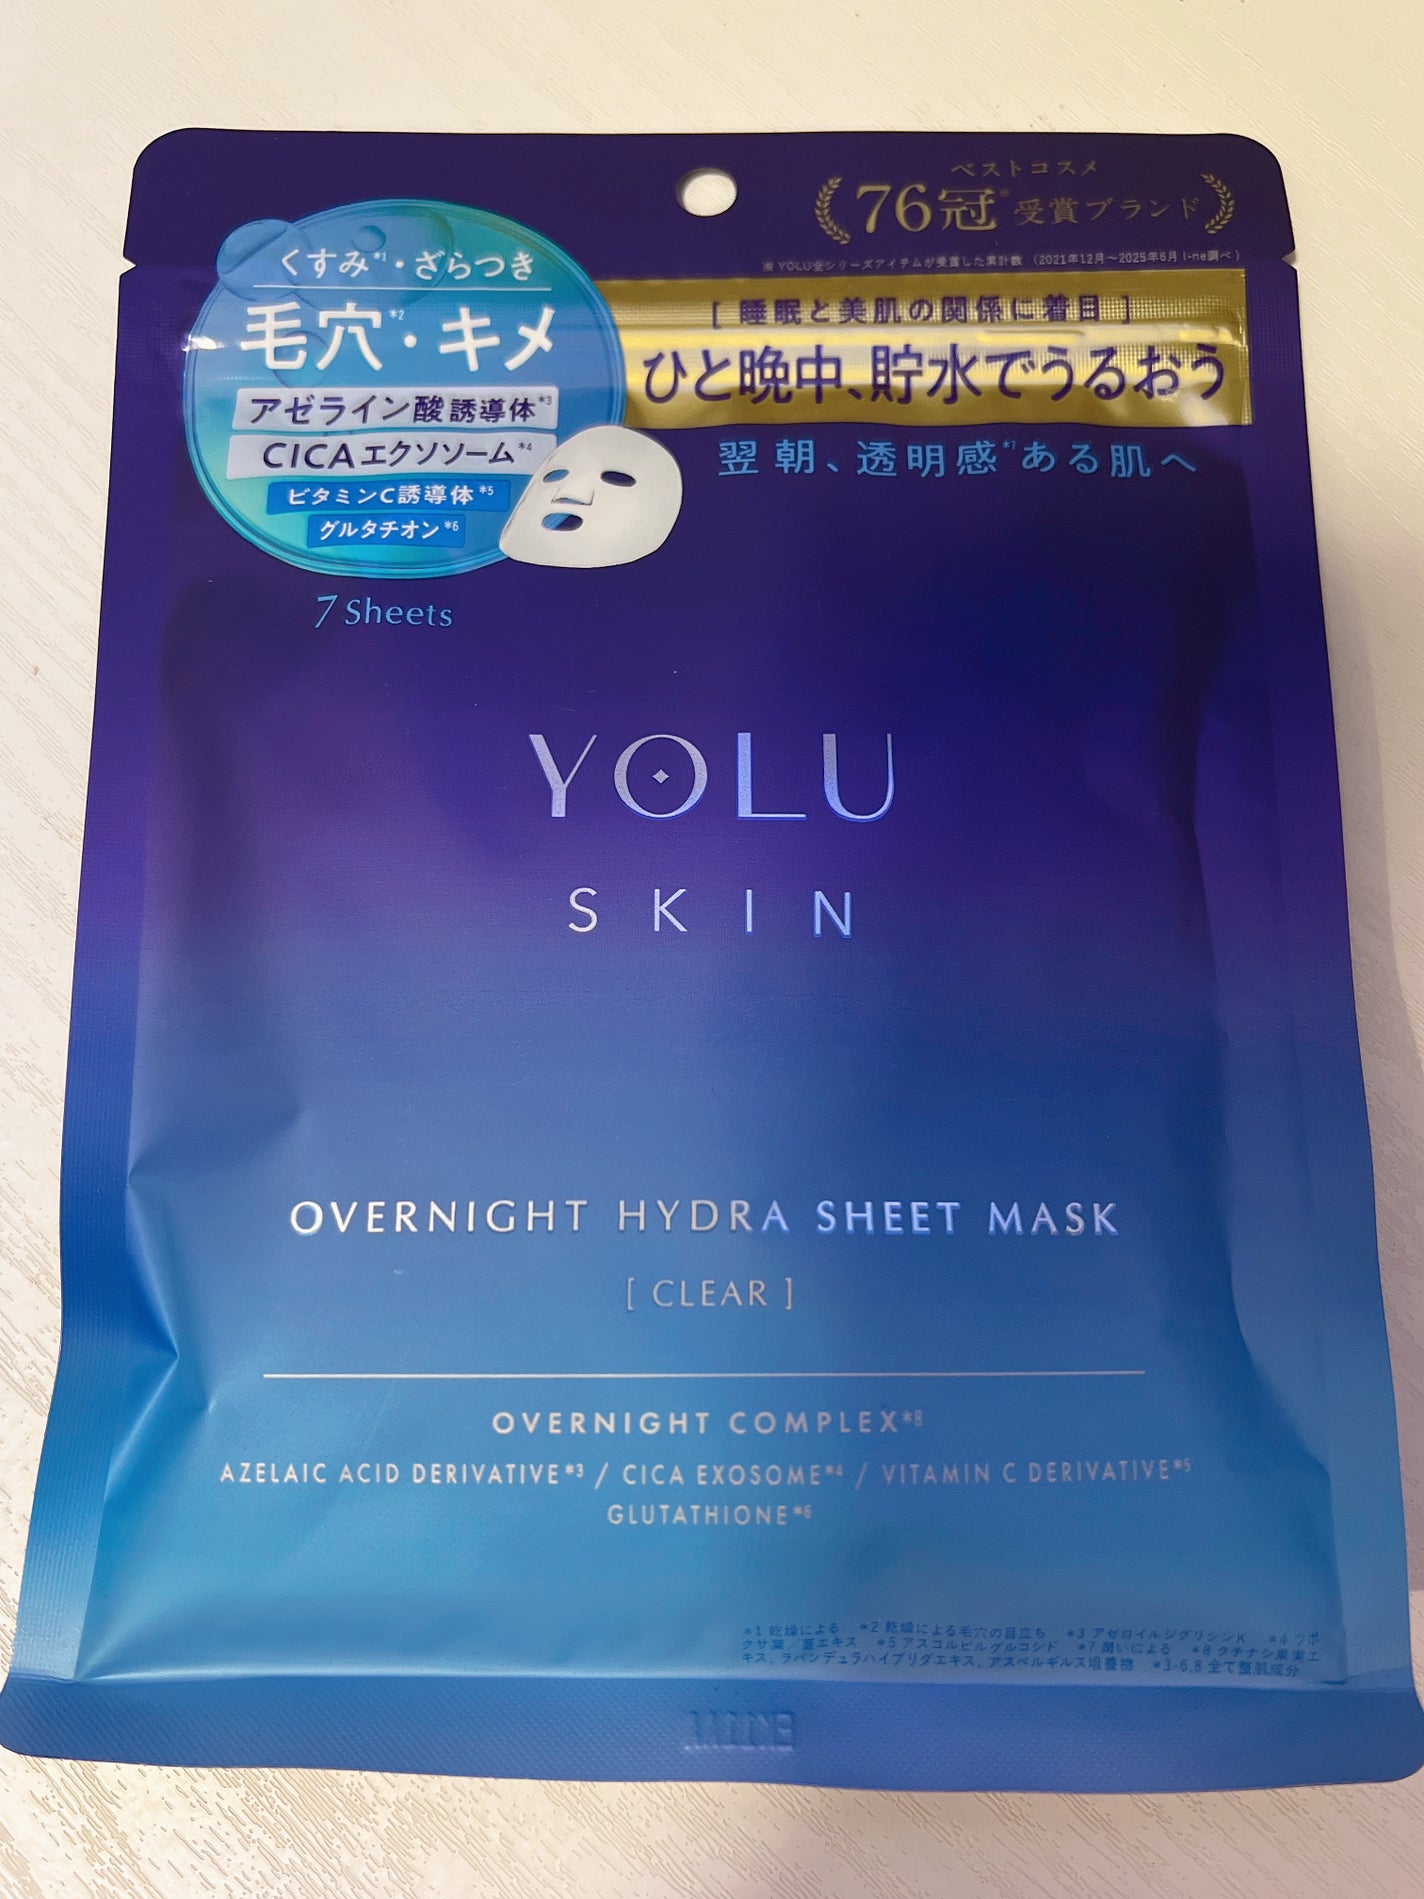 ベストコスメ
76冠※受賞ブランド
※ YOLU全シリーズアイテムが受賞した累計数 (2021年12月〜2025年6月 I-ne調べ)
くすみ*1・ざらつき
毛穴*2・キメ
アゼライン酸誘導体*3
CICAエクソソーム*4
ビタミンC誘導体*5
グルタチオン*6
[ 睡眠と美肌の関係に着目 ]
ひと晩中、貯水でうるおう
翌朝、透明感*7ある肌へ
7 Sheets
YOLU
SKIN
OVERNIGHT HYDRA SHEET MASK
[ CLEAR ]
OVERNIGHT COMPLEX*8
AZELAIC ACID DERIVATIVE*3 / CICA EXOSOME*4 / VITAMIN C DERIVATIVE*5
GLUTATHIONE*6
*1 乾燥による *2 乾燥による毛穴の目立ち *3 アゼロイルジグリシンK *4 ツボ
クサ葉／茎エキス *5 アスコルビルグルコシド *7 潤いによる *8 クチナシ果実エ
キス、ラバンデュラハイブリダエキス、アスペルギルス培養物 *3-6,8 全て整肌成分